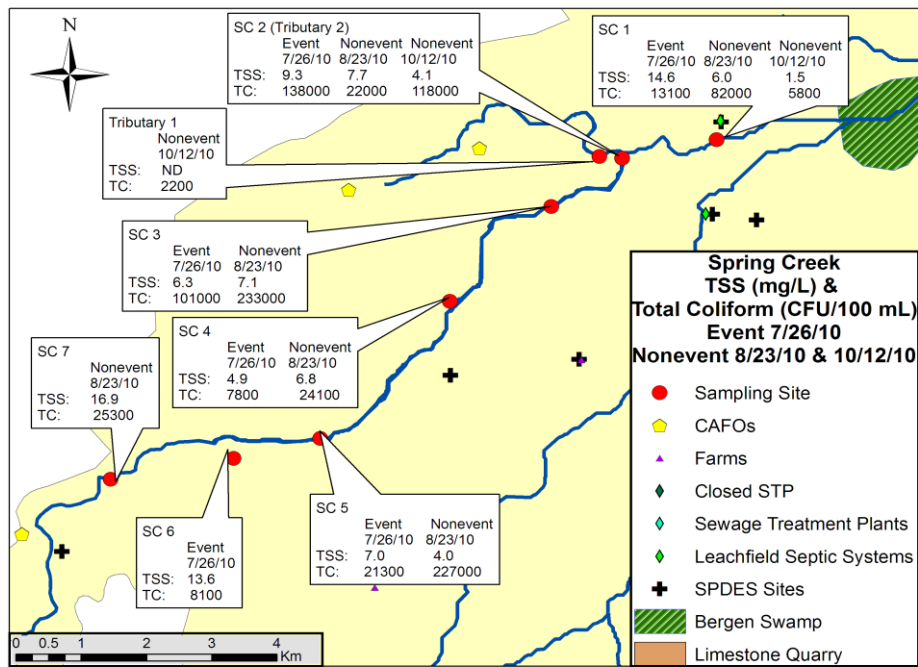 SC 2 (Tributary 2)
Event Nonevent Nonevent
7/26/10 8/23/10 10/12/10
TSS: 9.3 7.7 4.1
TC: 138000 22000 118000
SC 1
Event Nonevent Nonevent
7/26/10 8/23/10 10/12/10
TSS: 14.6 6.0 1.5
TC: 13100 82000 5800
N
Tributary 1
Nonevent
10/12/10
TSS: ND
TC: 2200
SC 3
Event Nonevent
7/26/10 8/23/10
TSS: 6.3 7.1
TC: 101000 233000
SC 4
Event Nonevent
7/26/10 8/23/10
TSS: 4.9 6.8
TC: 7800 24100
SC 7
Nonevent
8/23/10
TSS: 16.9
TC: 25300
SC 6
Event
7/26/10
TSS: 13.6
TC: 8100
SC 5
Event Nonevent
7/26/10 8/23/10
TSS: 7.0 4.0
TC: 21300 227000
Spring Creek
TSS (mg/L) &
Total Coliform (CFU/100 mL)
Event 7/26/10
Nonevent 8/23/10 & 10/12/10
Sampling Site
CAFOs
Farms
Closed STP
Sewage Treatment Plants
Leachfield Septic Systems
SPDES Sites
Bergen Swamp
Limestone Quarry
0 0.5 1 2 3 4
Km